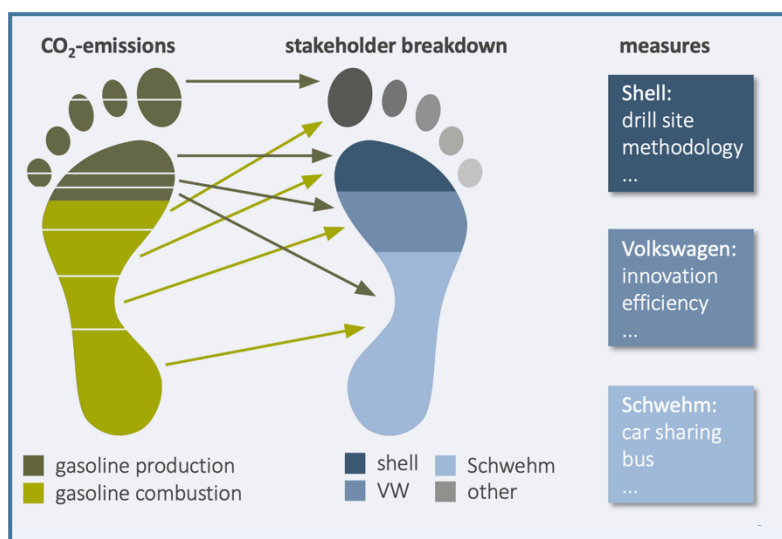 CO₂-emissions
stakeholder breakdown
measures
Shell:
drill site
methodology
...
Volkswagen:
innovation
efficiency
...
Schwehm:
car sharing
bus
...
gasoline production
gasoline combustion
shell
VW
Schwehm
other